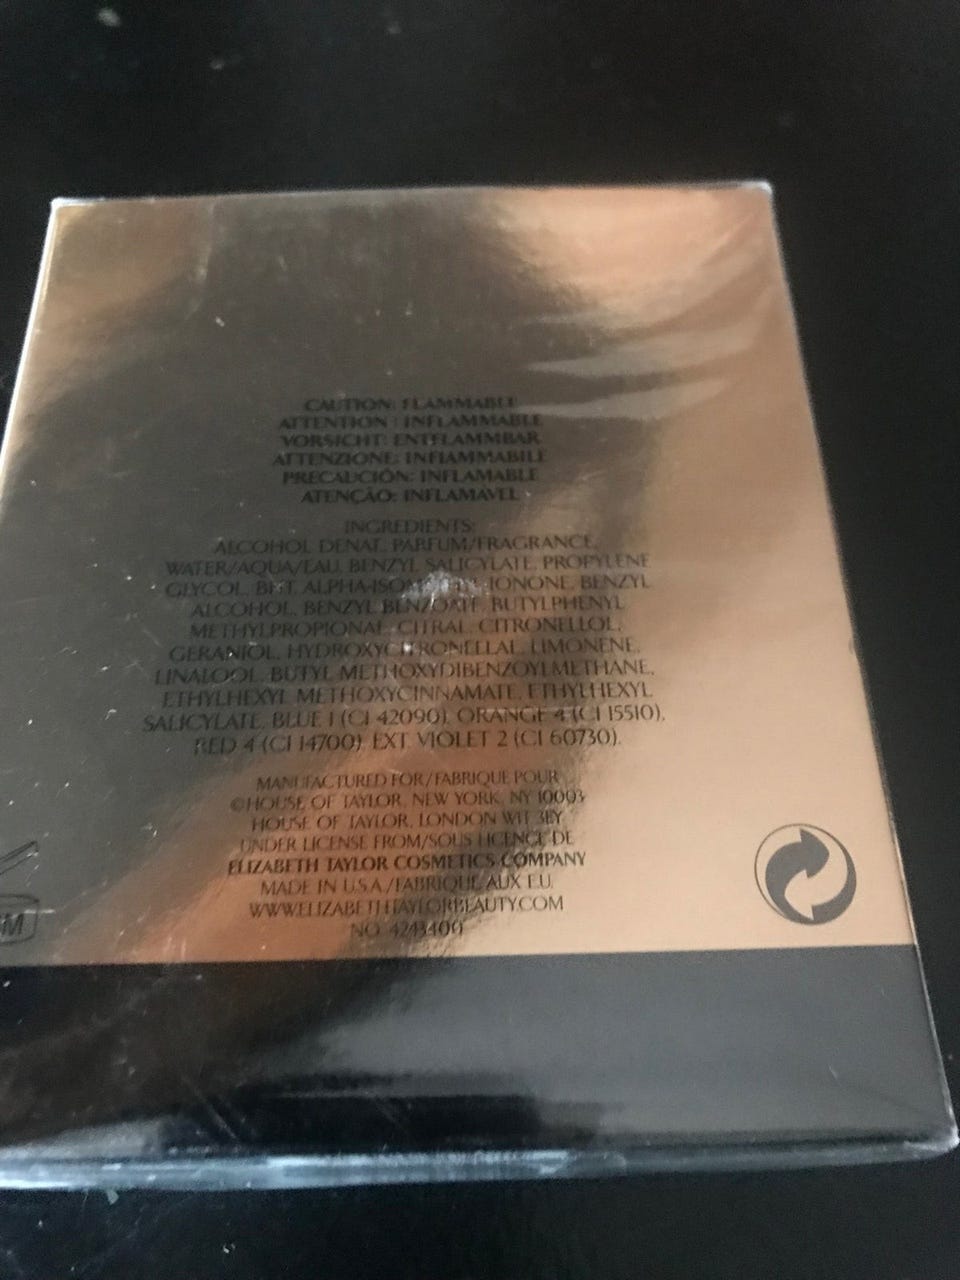 CAUTION: FLAMMABLE
ATTENTION : INFLAMMABLE
VORSICHT: ENTFLAMMBAR
ATTENZIONE: INFIAMMABILE
PRECAUCIÓN: INFLAMABLE
ATENÇÃO: INFLAMAVEL
INGREDIENTS:
ALCOHOL DENAT. PARFUM/FRAGRANCE,
WATER/AQUA/EAU, BENZYL SALICYLATE, PROPYLENE
GLYCOL, BHT, IONONE, BENZYL
ALCOHOL, BENZYL BENZOATE, BUTYLPHENYL
METHYLPROPIONAL, CITRAL, CITRONELLOL,
GERANIOL, HYDROXYCITRONELLAL, LIMONENE,
LINALOOL, BUTYL METHOXYDIBENZOYLMETHANE,
ETHYLHEXYL METHOXYCINNAMATE, ETHYLHEXYL
SALICYLATE, BLUE 1 (CI 42090), ORANGE 4 (CI 15510),
RED 4 (CI 14700), EXT. VIOLET 2 (CI 60730).
MANUFACTURED FOR/FABRIQUE POUR
©HOUSE OF TAYLOR, NEW YORK, NY 10003
HOUSE OF TAYLOR, LONDON W1T 3BY
UNDER LICENSE FROM/SOUS LICENCE DE
ELIZABETH TAYLOR COSMETICS COMPANY
MADE IN U.S.A./FABRIQUE AUX E.U.
WWW.ELIZABETHTAYLORBEAUTY.COM
NO. 4243400